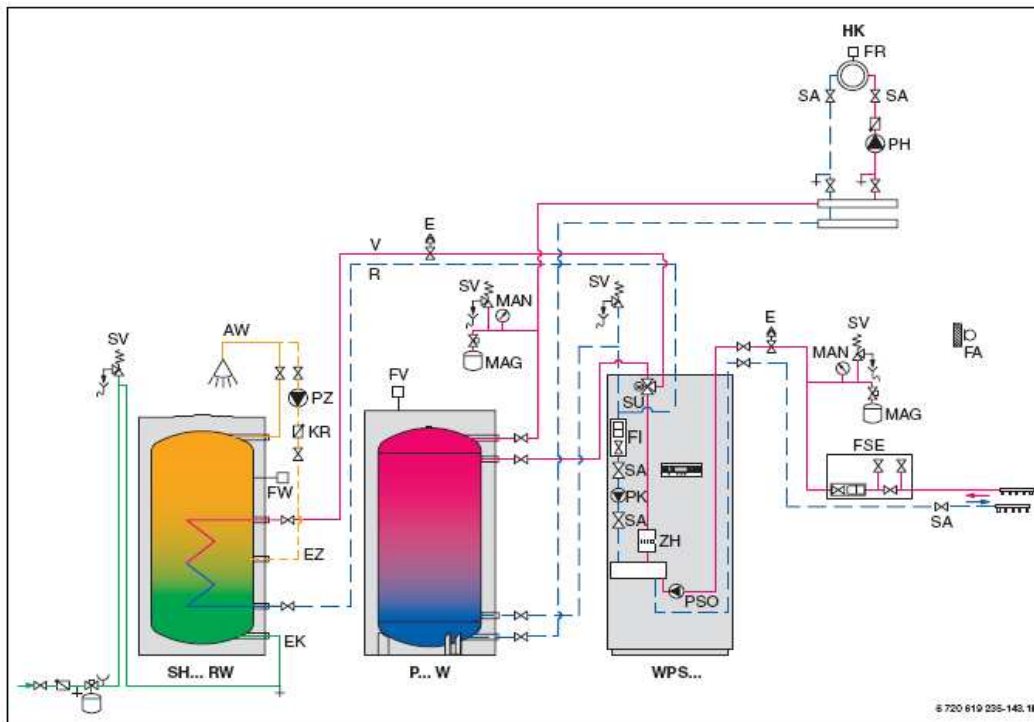 HK
FR
SA
SA
PH
E
V
R
SV
MAN
SV
E
SV
AW
SV
MAN
FA
MAG
PZ
FV
SU
MAG
KR
FI
FSE
FW
SA
PK
SA
EZ
SA
ZH
PSO
EK
SH... RW
P... W
WPS...